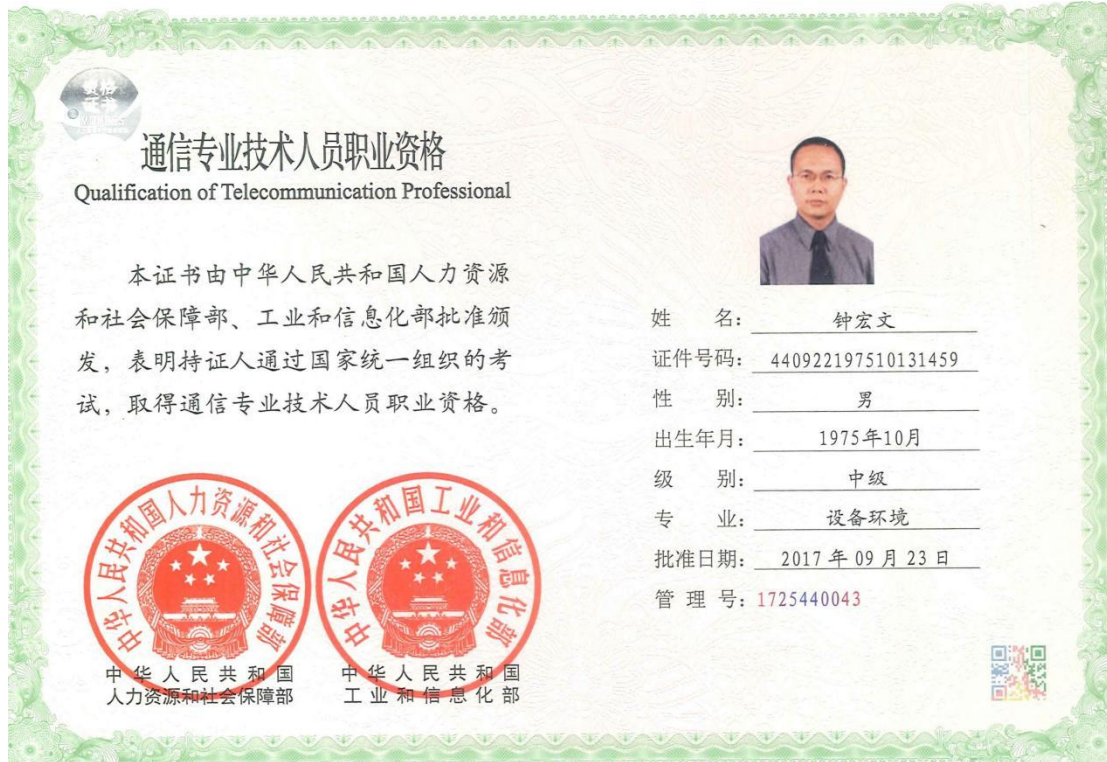 资格
证书
通信专业技术人员职业资格
Qualification of Telecommunication Professional
本证书由中华人民共和国人力资源
和社会保障部、工业和信息化部批准颁
发，表明持证人通过国家统一组织的考
试，取得通信专业技术人员职业资格。
中华人民共和国人力资源和社会保障部
中华人民共和国工业和信息化部
中华人民共和国
人力资源和社会保障部
中华人民共和国
工业和信息化部
姓 名：钟宏文
证件号码：440922197510131459
性 别：男
出生年月：1975年10月
级 别：中级
专 业：设备环境
批准日期：2017年09月23日
管 理 号：1725440043